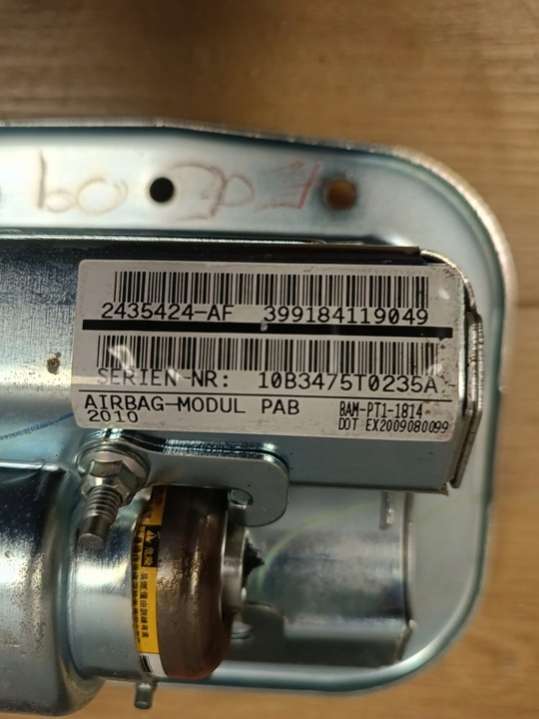 2435424-AF 399184119049
SERIEN-NR: 10B3475T0235A
AIRBAG-MODUL PAB
2010
BAM-PT1-1814
DOT EX2009080099